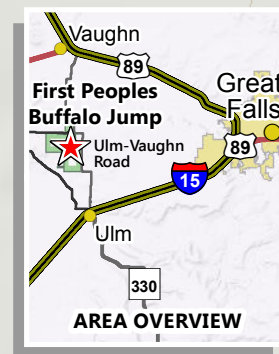 Vaughn
89
First Peoples
Buffalo Jump
Great
Falls
Ulm-Vaughn
Road
89
15
Ulm
330
AREA OVERVIEW